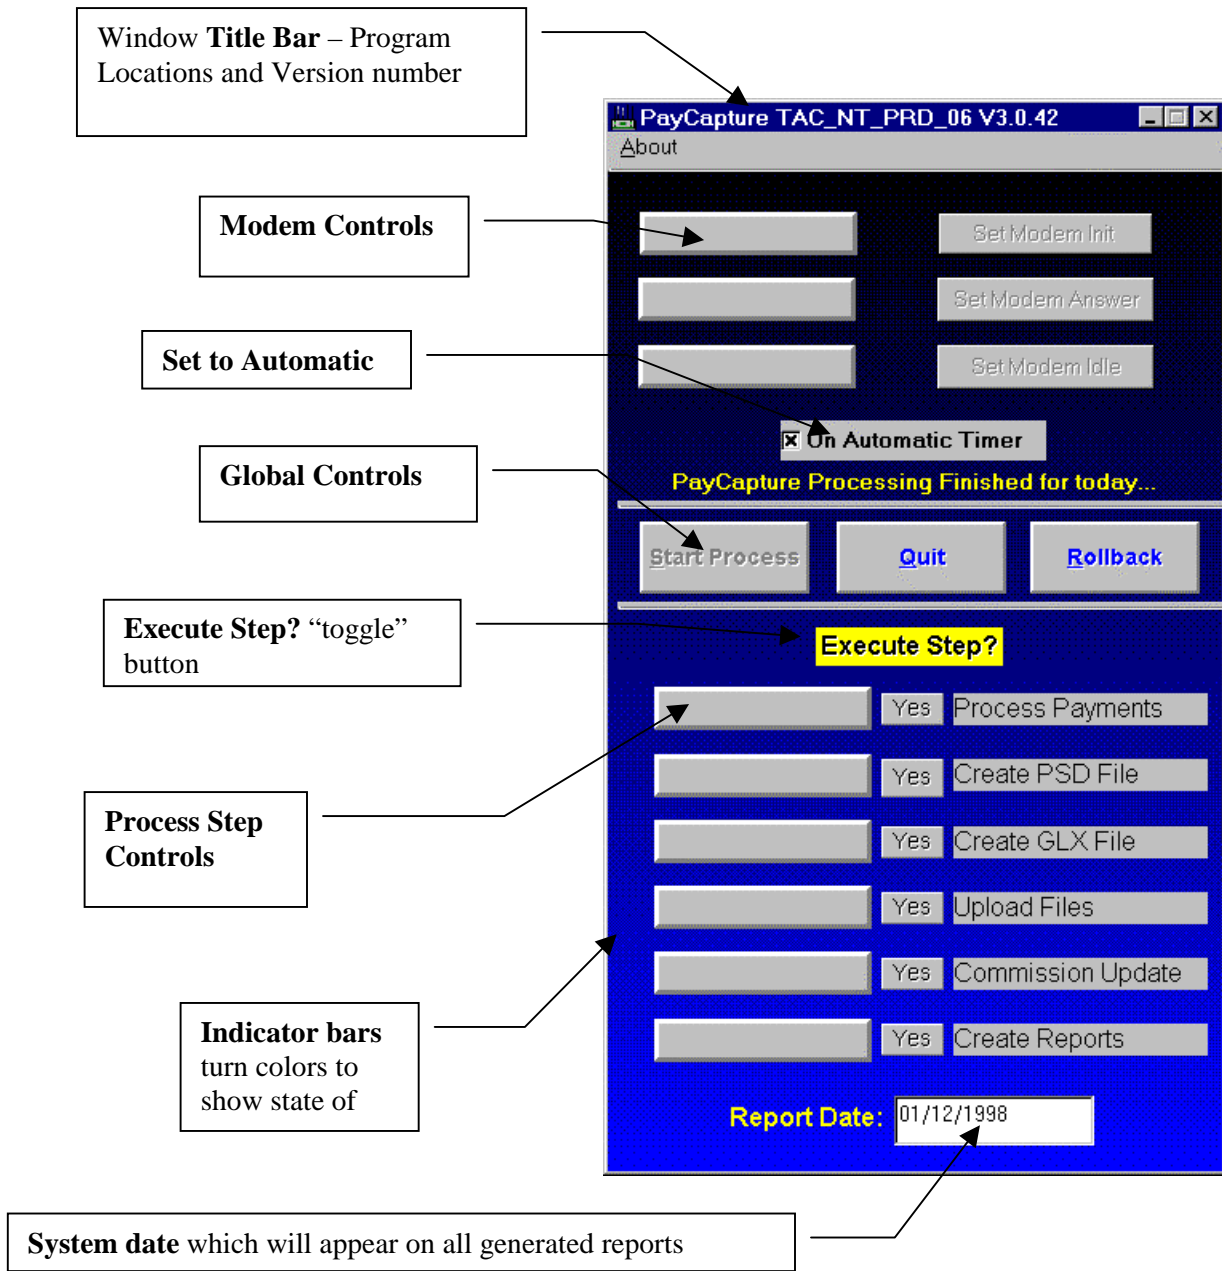 Window Title Bar – Program
Locations and Version number
PayCapture TAC_NT_PRD_06 V3.0.42
About
Modem Controls
Set Modem Init
Set Modem Answer
Set to Automatic
Set Modem Idle
On Automatic Timer
Global Controls
PayCapture Processing Finished for today...
Start Process
Quit
Rollback
Execute Step? “toggle”
button
Execute Step?
Yes Process Payments
Yes Create PSD File
Process Step
Controls
Yes Create GLX File
Yes Upload Files
Yes Commission Update
Indicator bars
turn colors to
show state of
Yes Create Reports
Report Date: 01/12/1998
System date which will appear on all generated reports